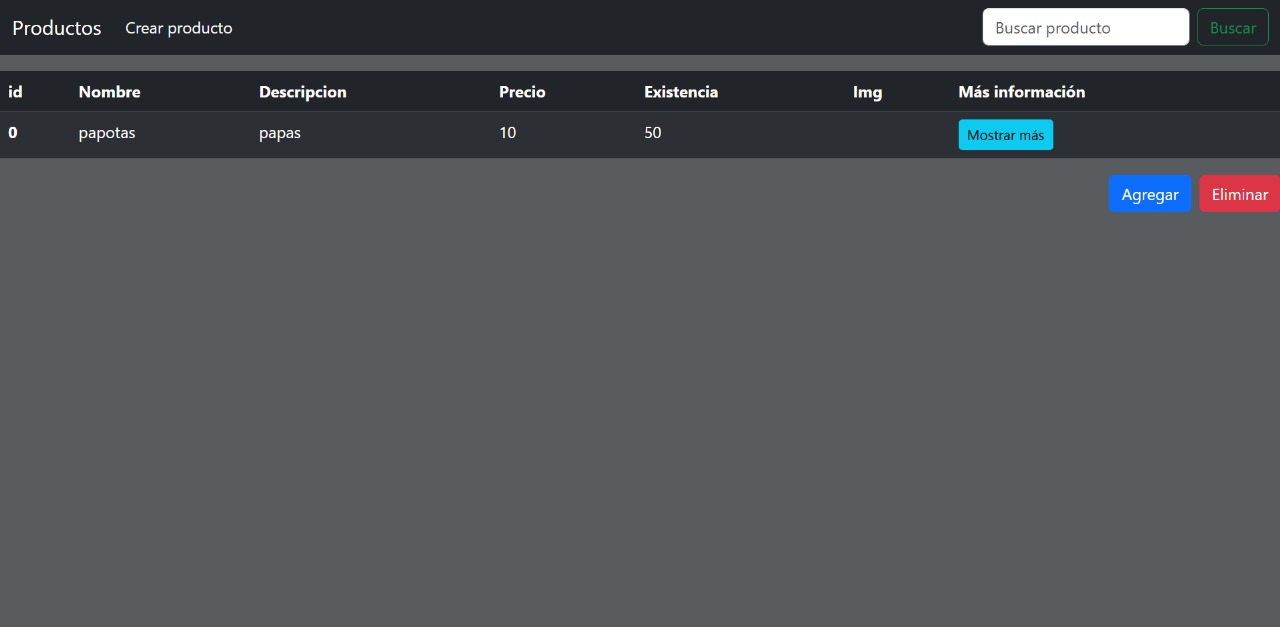 Productos Crear producto Buscar producto Buscar
id Nombre Descripcion Precio Existencia Img Más información
0 papotas papas 10 50 Mostrar más
Agregar Eliminar